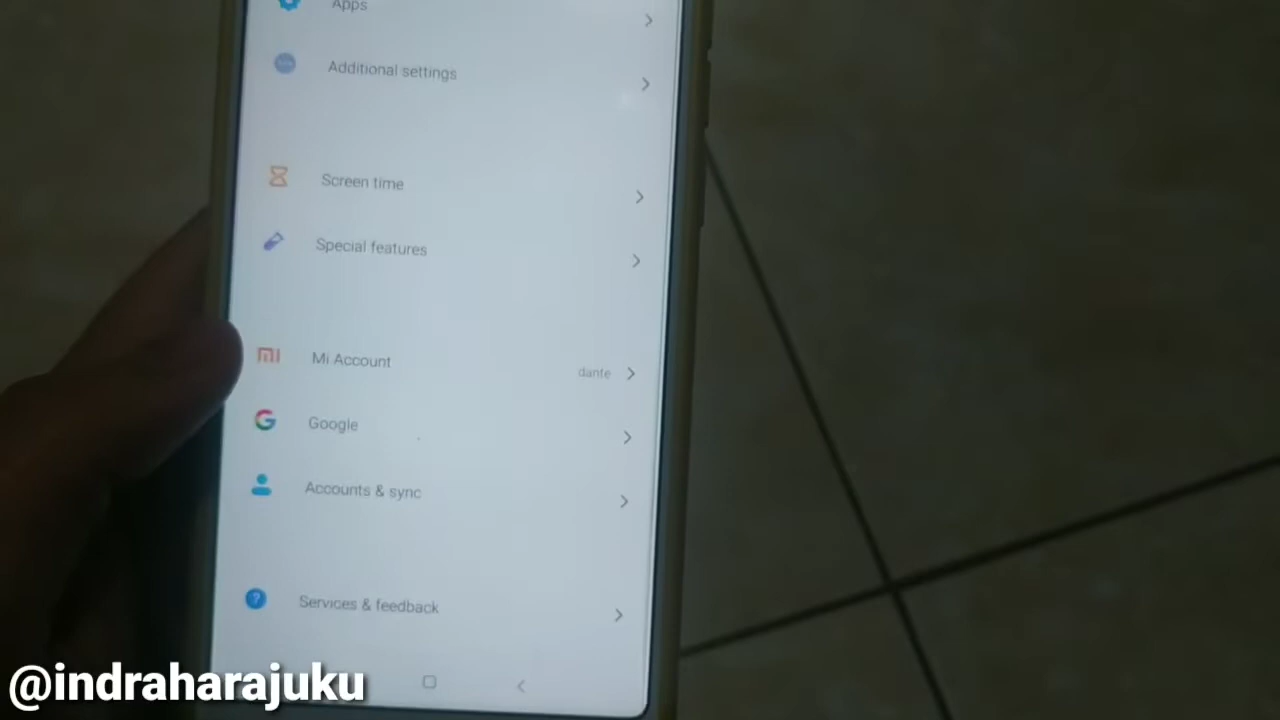 Apps
Additional settings
Screen time
Special features
Mi Account
dante
Google
Accounts & sync
Services & feedback
@indraharajuku